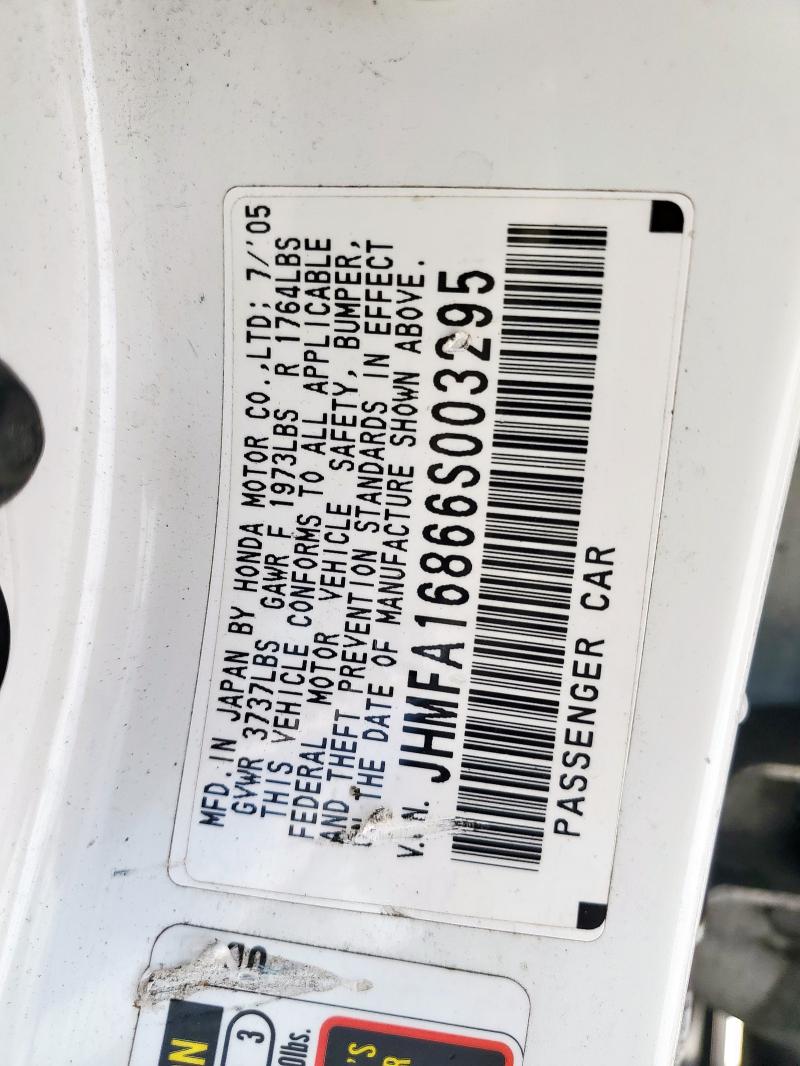 MFD.IN JAPAN BY HONDA MOTOR CO.,LTD; 7/'05
GVWR 3737LBS GAWR F 1973LBS R 1764LBS
THIS VEHICLE CONFORMS TO ALL APPLICABLE
FEDERAL MOTOR VEHICLE SAFETY, BUMPER,
AND THEFT PREVENTION STANDARDS IN EFFECT
THE DATE OF MANUFACTURE SHOWN ABOVE.
V.I.N. JHMFA16866S003295
PASSENGER CAR
3
0lbs.
'S
R